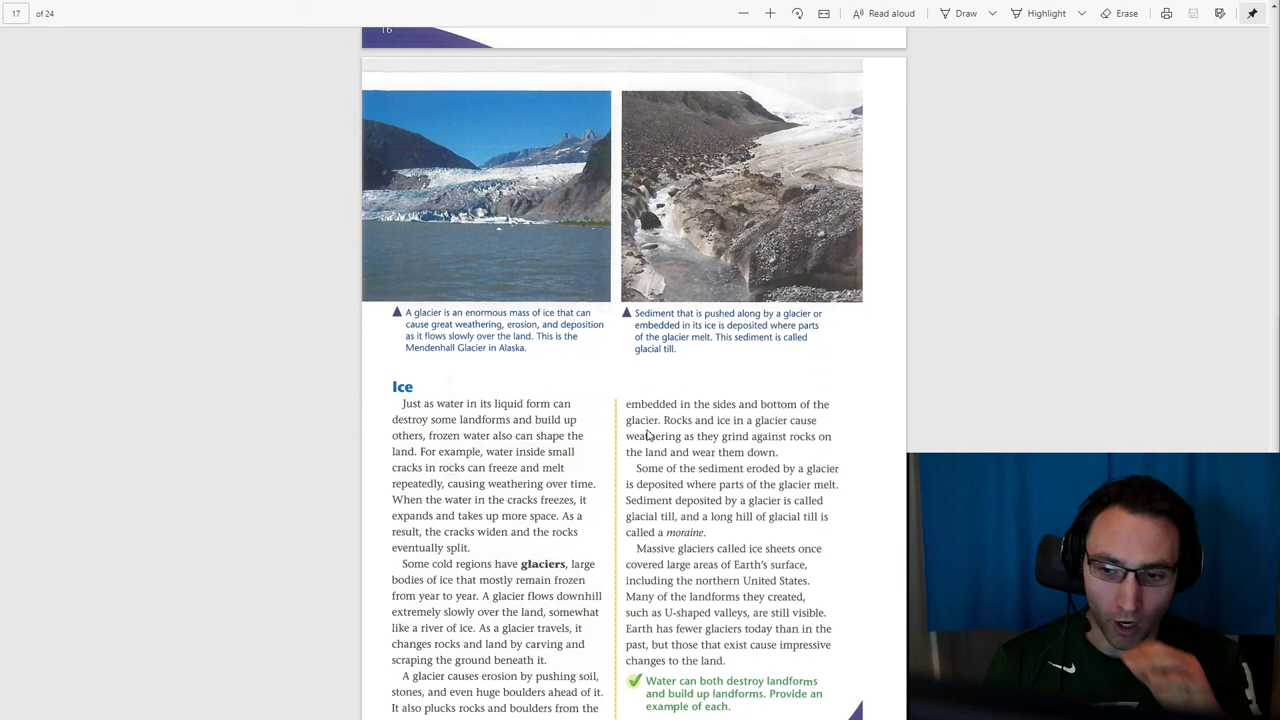 17
of 24
Read aloud
Draw
Highlight
Erase
16
A glacier is an enormous mass of ice that can
cause great weathering, erosion, and deposition
as it flows slowly over the land. This is the
Mendenhall Glacier in Alaska.
Sediment that is pushed along by a glacier or
embedded in its ice is deposited where parts
of the glacier melt. This sediment is called
glacial till.
Ice
Just as water in its liquid form can
destroy some landforms and build up
others, frozen water also can shape the
land. For example, water inside small
cracks in rocks can freeze and melt
repeatedly, causing weathering over time.
When the water in the cracks freezes, it
expands and takes up more space. As a
result, the cracks widen and the rocks
eventually split.
Some cold regions have glaciers, large
bodies of ice that mostly remain frozen
from year to year. A glacier flows downhill
extremely slowly over the land, somewhat
like a river of ice. As a glacier travels, it
changes rocks and land by carving and
scraping the ground beneath it.
A glacier causes erosion by pushing soil,
stones, and even huge boulders ahead of it.
It also plucks rocks and boulders from the
embedded in the sides and bottom of the
glacier. Rocks and ice in a glacier cause
weathering as they grind against rocks on
the land and wear them down.
Some of the sediment eroded by a glacier
is deposited where parts of the glacier melt.
Sediment deposited by a glacier is called
glacial till, and a long hill of glacial till is
called a moraine.
Massive glaciers called ice sheets once
covered large areas of Earth's surface,
including the northern United States.
Many of the landforms they created,
such as U-shaped valleys, are still visible.
Earth has fewer glaciers today than in the
past, but those that exist cause impressive
changes to the land.
Water can both destroy landforms
and build up landforms. Provide an
example of each.